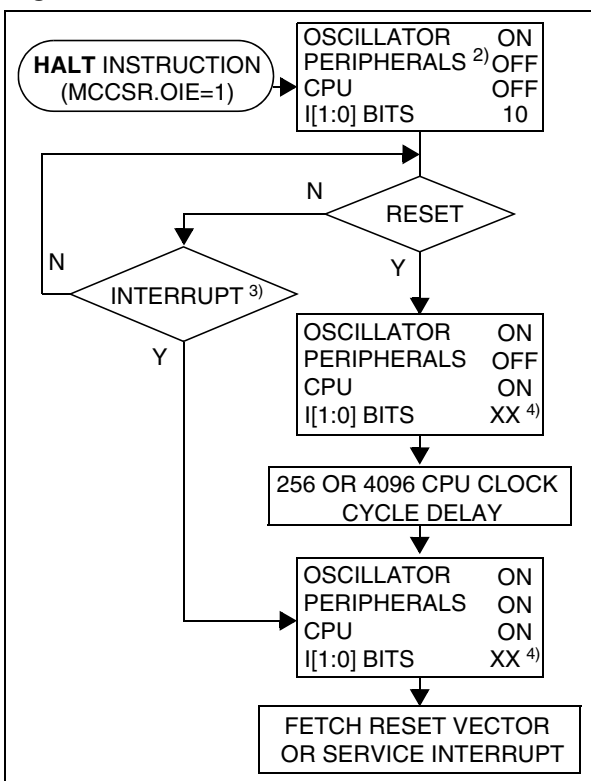 HALT INSTRUCTION
(MCCSR.OIE=1)
OSCILLATOR ON
PERIPHERALS 2) OFF
CPU OFF
I[1:0] BITS 10
N
RESET
N
Y
INTERRUPT 3)
Y
OSCILLATOR ON
PERIPHERALS OFF
CPU ON
I[1:0] BITS XX 4)
256 OR 4096 CPU CLOCK
CYCLE DELAY
OSCILLATOR ON
PERIPHERALS ON
CPU ON
I[1:0] BITS XX 4)
FETCH RESET VECTOR
OR SERVICE INTERRUPT